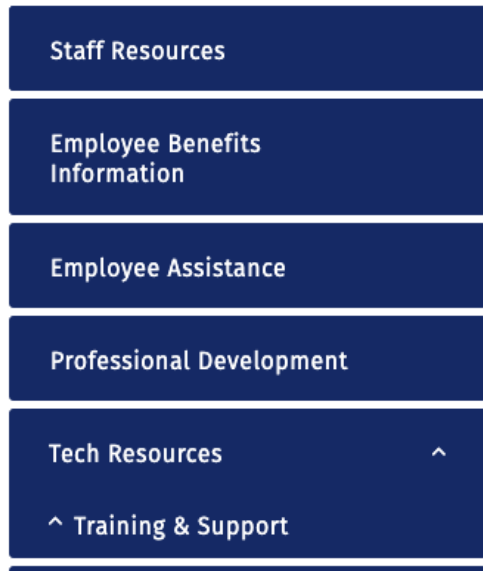 Staff Resources
Employee Benefits
Information
Employee Assistance
Professional Development
Tech Resources
^ Training & Support